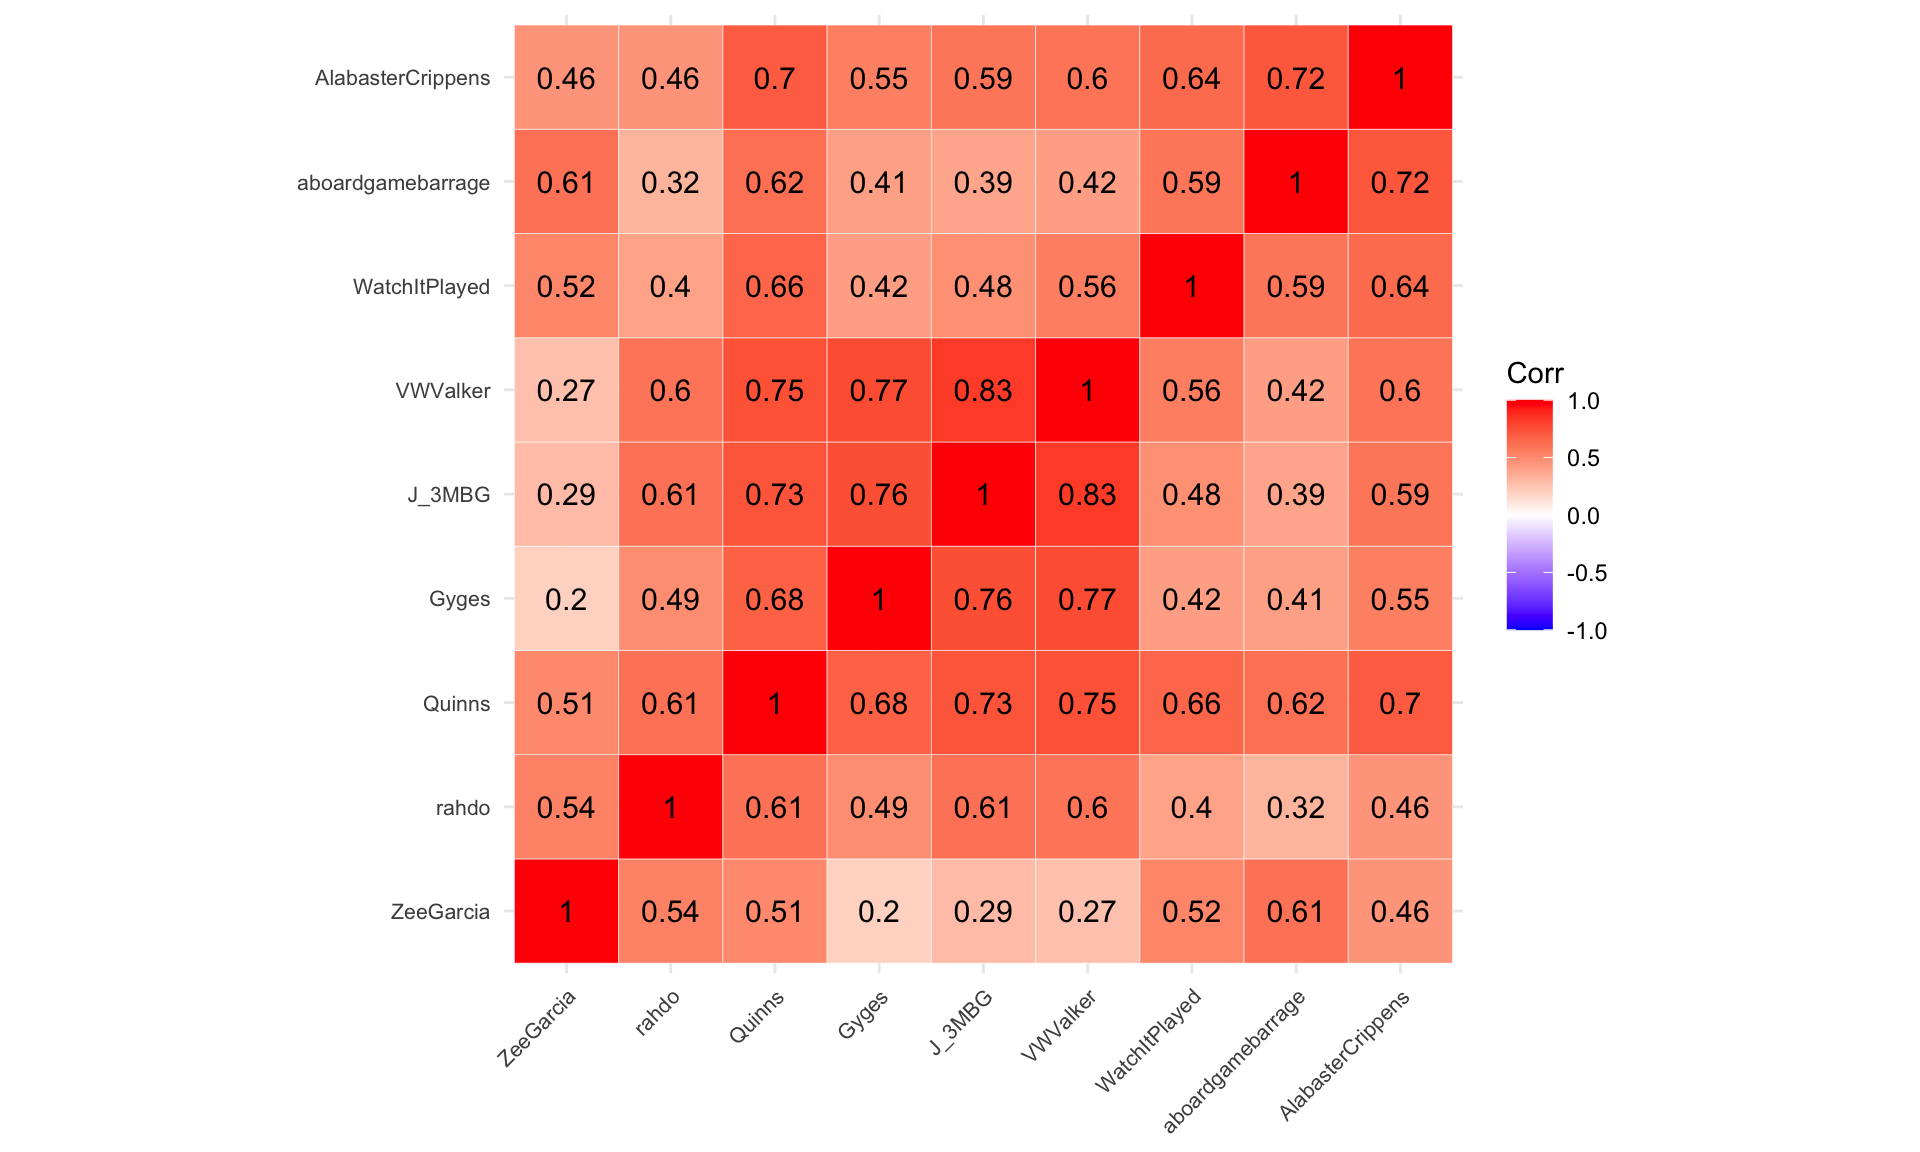 AlabasterCrippens 0.46 0.46 0.7 0.55 0.59 0.6 0.64 0.72 1
aboardgamebarrage 0.61 0.32 0.62 0.41 0.39 0.42 0.59 1 0.72
WatchItPlayed 0.52 0.4 0.66 0.42 0.48 0.56 1 0.59 0.64
VWValker 0.27 0.6 0.75 0.77 0.83 1 0.56 0.42 0.6
J_3MBG 0.29 0.61 0.73 0.76 1 0.83 0.48 0.39 0.59
Gyges 0.2 0.49 0.68 1 0.76 0.77 0.42 0.41 0.55
Quinns 0.51 0.61 1 0.68 0.73 0.75 0.66 0.62 0.7
rahdo 0.54 1 0.61 0.49 0.61 0.6 0.4 0.32 0.46
ZeeGarcia 1 0.54 0.51 0.2 0.29 0.27 0.52 0.61 0.46
ZeeGarcia rahdo Quinns Gyges J_3MBG VWValker WatchItPlayed aboardgamebarrage AlabasterCrippens
Corr
1.0
0.5
0.0
-0.5
-1.0